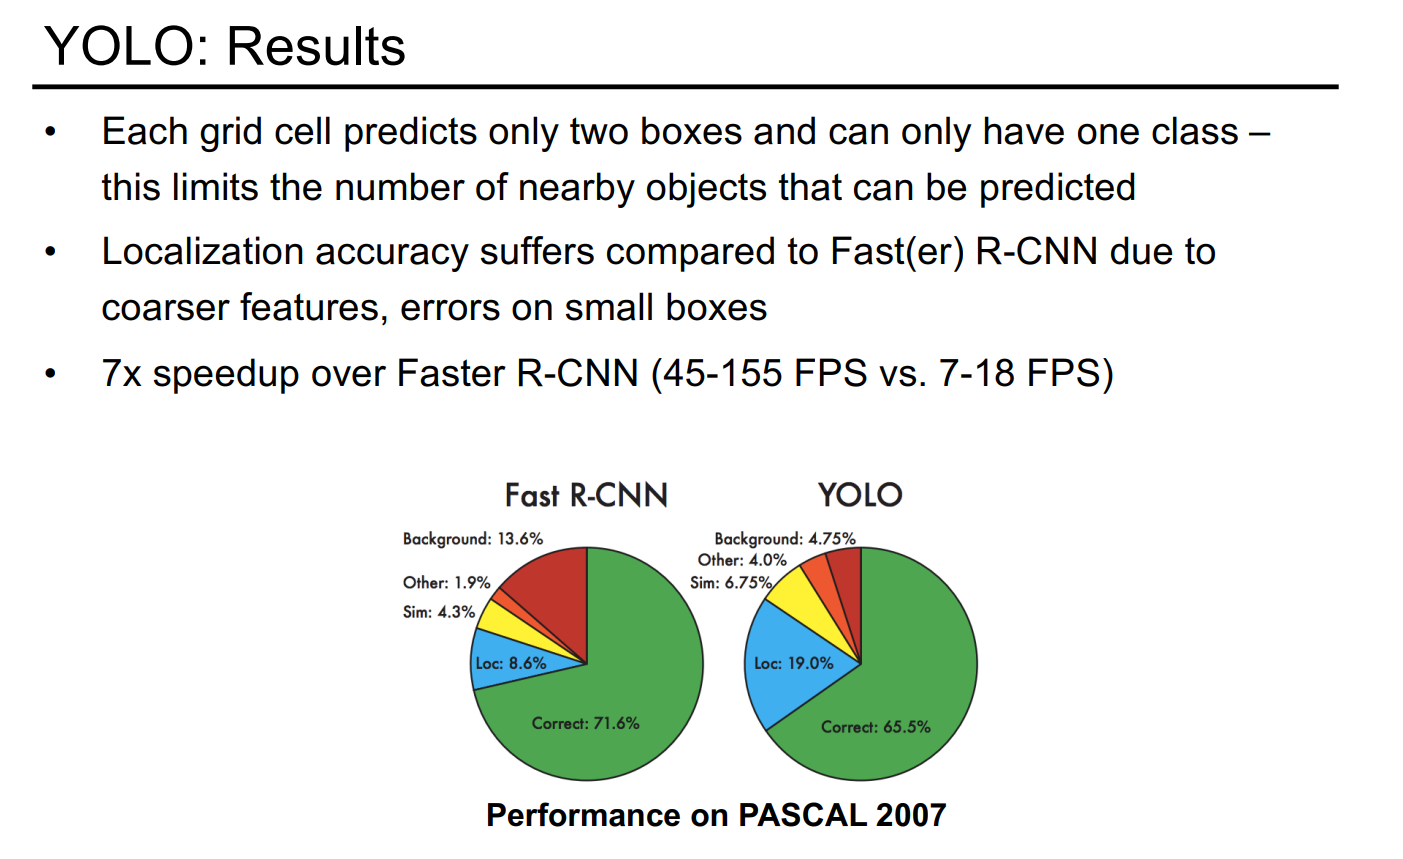 YOLO: Results
• Each grid cell predicts only two boxes and can only have one class –
this limits the number of nearby objects that can be predicted
• Localization accuracy suffers compared to Fast(er) R-CNN due to
coarser features, errors on small boxes
• 7x speedup over Faster R-CNN (45-155 FPS vs. 7-18 FPS)
Fast R-CNN
Background: 13.6%
Other: 1.9%
Sim: 4.3%
Loc: 8.6%
Correct: 71.6%
YOLO
Background: 4.75%
Other: 4.0%
Sim: 6.75%
Loc: 19.0%
Correct: 65.5%
Performance on PASCAL 2007